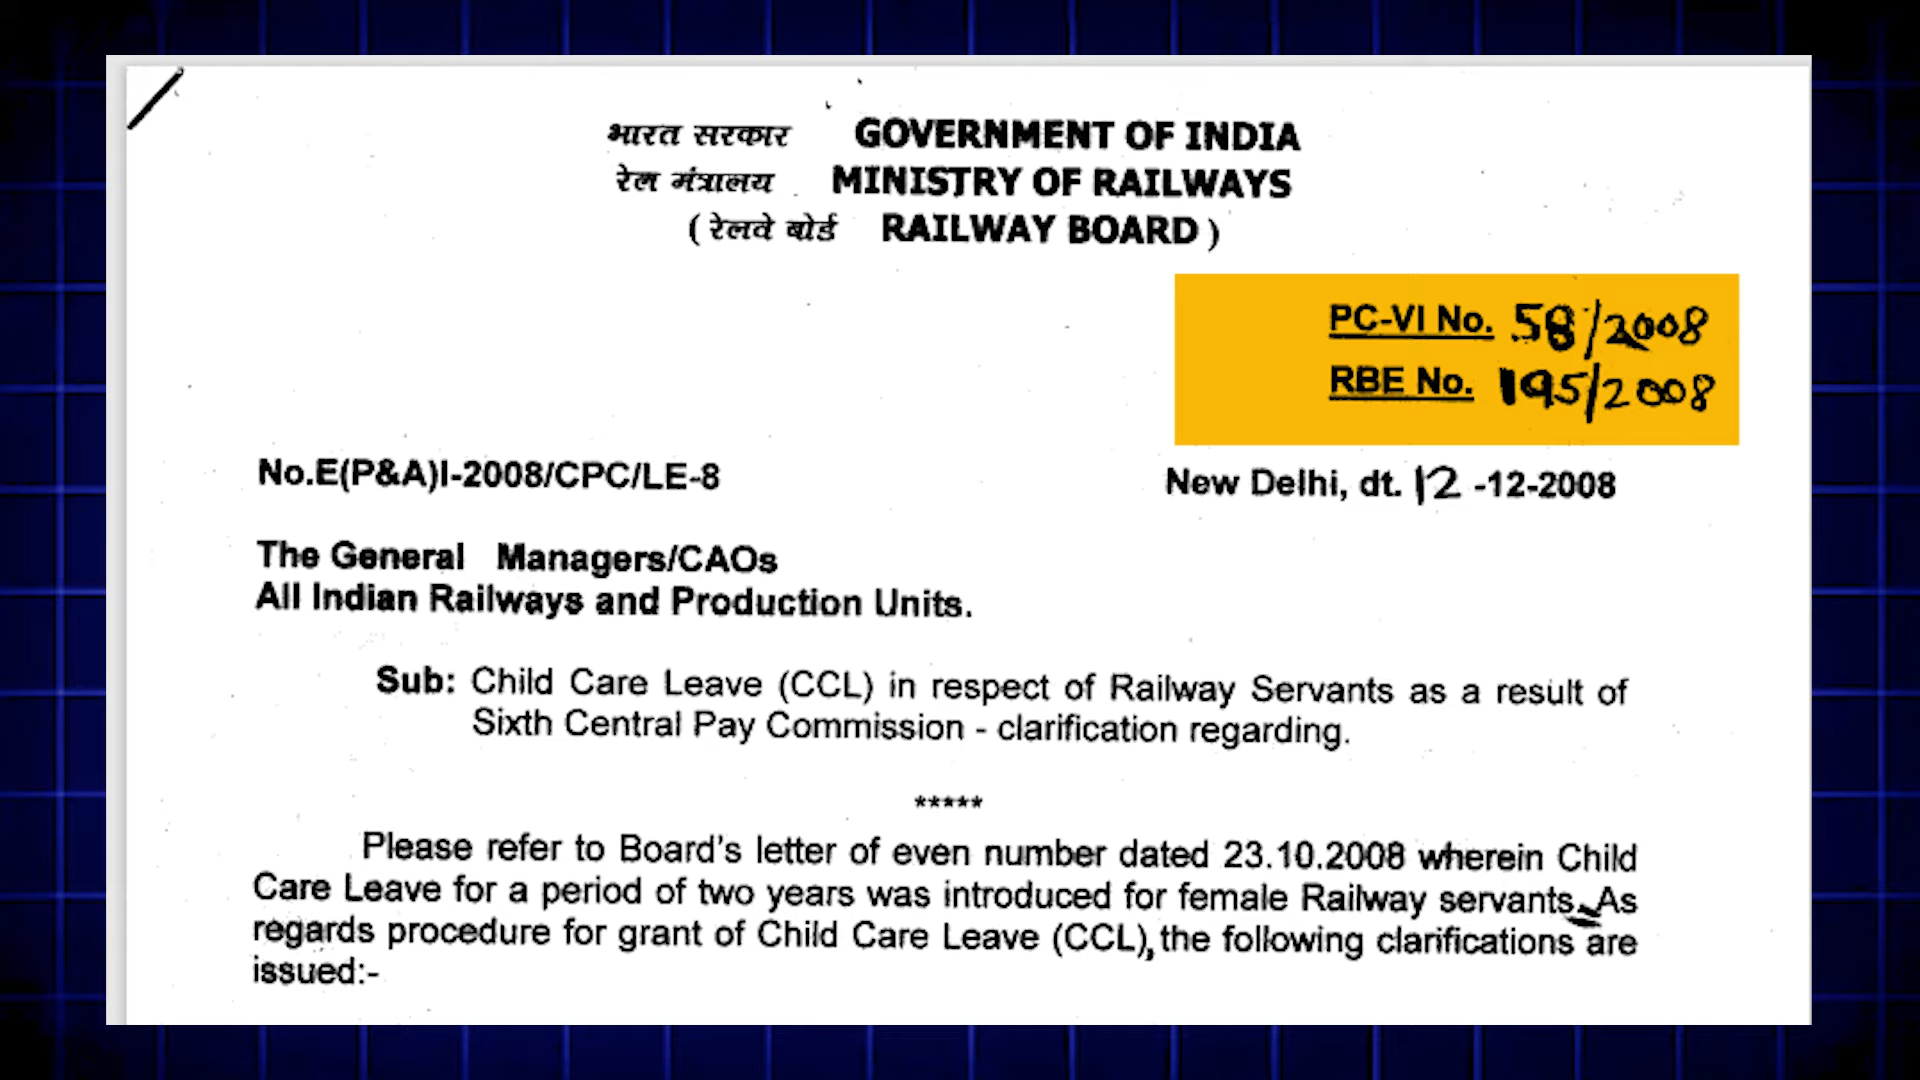 भारत सरकार GOVERNMENT OF INDIA
रेल मंत्रालय MINISTRY OF RAILWAYS
( रेलवे बोर्ड RAILWAY BOARD )
PC-VI No. 58/2008
RBE No. 195/2008
No.E(P&A)I-2008/CPC/LE-8 New Delhi, dt. 12 -12-2008
The General Managers/CAOs
All Indian Railways and Production Units.
Sub: Child Care Leave (CCL) in respect of Railway Servants as a result of
Sixth Central Pay Commission - clarification regarding.
*****
Please refer to Board's letter of even number dated 23.10.2008 wherein Child
Care Leave for a period of two years was introduced for female Railway servants. As
regards procedure for grant of Child Care Leave (CCL), the following clarifications are
issued:-